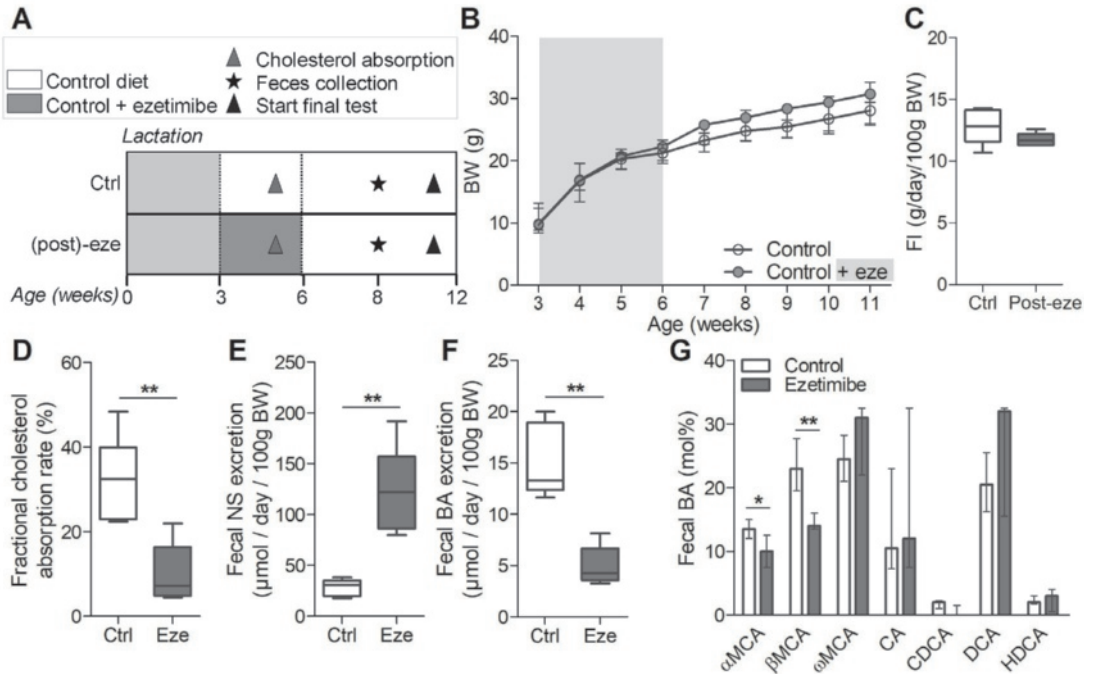 A
Control diet
Control + ezetimibe
Cholesterol absorption
Feces collection
Start final test
Lactation
Ctrl
(post)-eze
Age (weeks) 0 3 6 8 12
B
BW (g)
40
30
20
10
0
3 4 5 6 7 8 9 10 11
Age (weeks)
Control
Control + eze
C
FI (g/day/100g BW)
20
15
10
5
0
Ctrl Post-eze
D
Fractional cholesterol
absorption rate (%)
60
40
20
0
**
Ctrl Eze
E
Fecal NS excretion
(µmol / day / 100g BW)
250
200
150
100
50
0
**
Ctrl Eze
F
Fecal BA excretion
(µmol / day / 100g BW)
25
20
15
10
5
0
**
Ctrl Eze
G
Fecal BA (mol%)
40
30
20
10
0
Control
Ezetimibe
*
**
αMCA βMCA ωMCA CA CDCA DCA HDCA